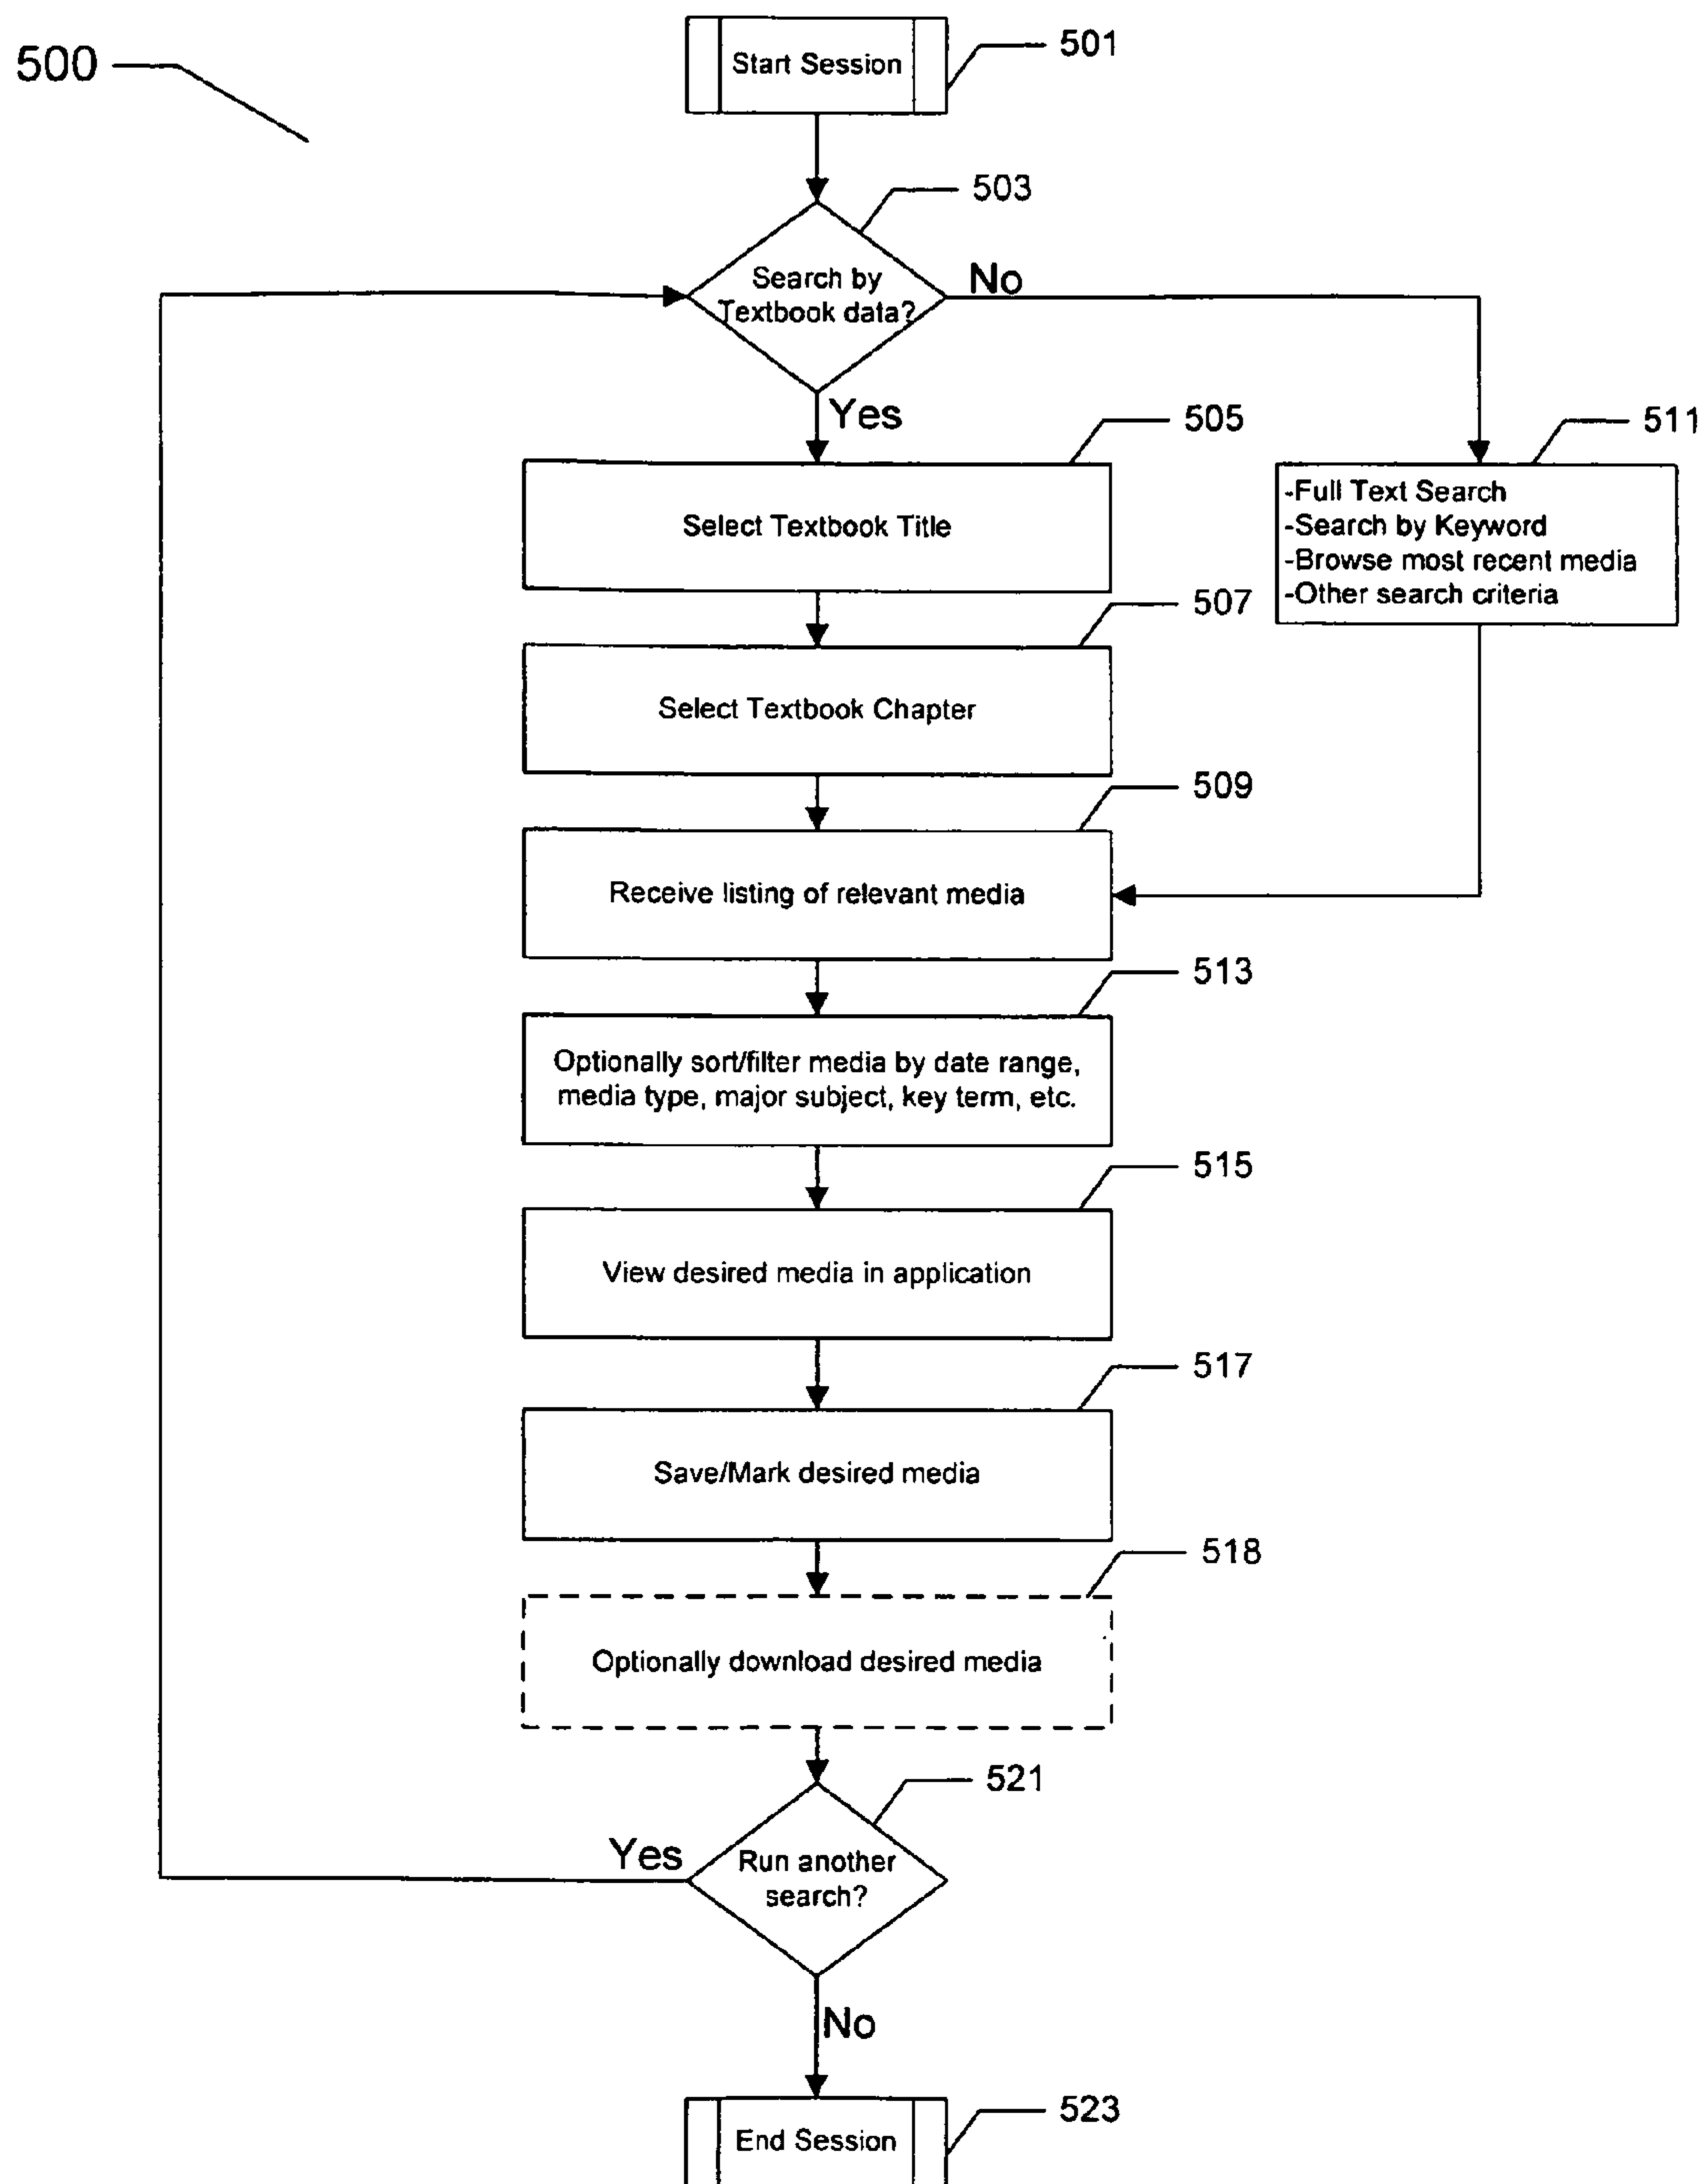 500
Start Session
501
503
Search by
Textbook data?
No
Yes
505
Select Textbook Title
511
-Full Text Search
-Search by Keyword
-Browse most recent media
-Other search criteria
507
Select Textbook Chapter
509
Receive listing of relevant media
513
Optionally sort/filter media by date range,
media type, major subject, key term, etc.
515
View desired media in application
517
Save/Mark desired media
518
Optionally download desired media
521
Yes
Run another
search?
No
523
End Session